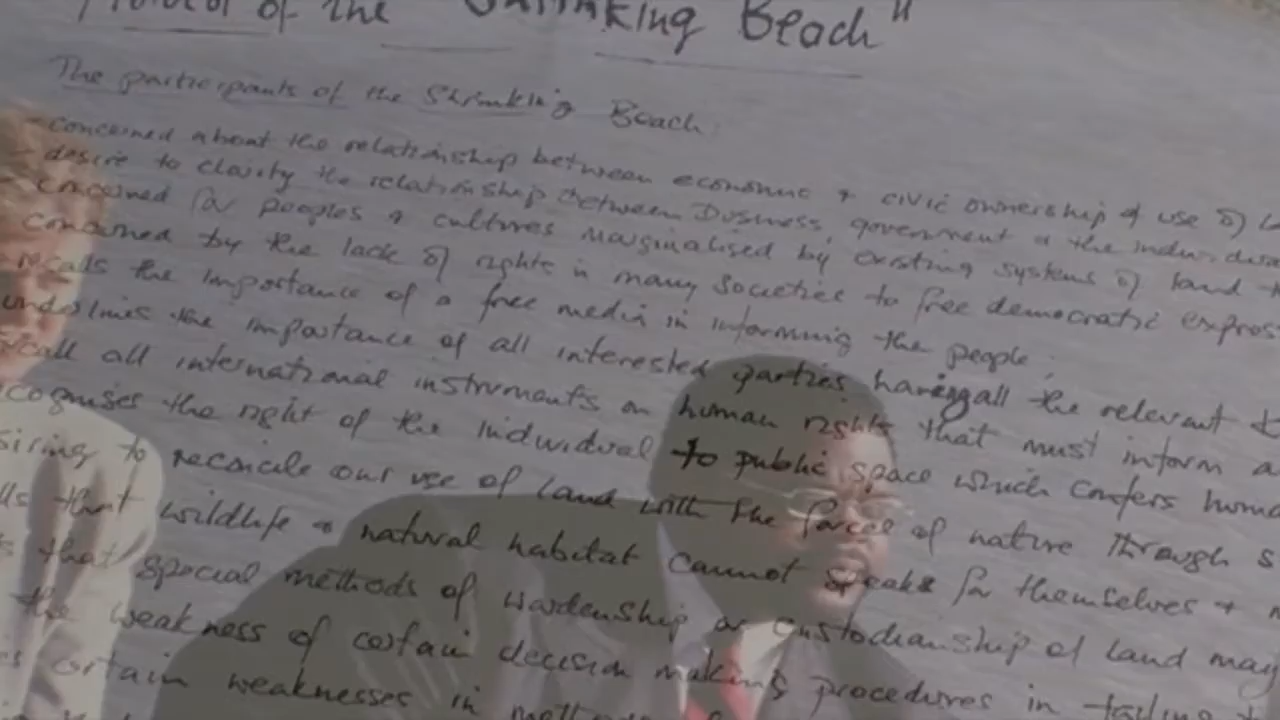 Protocol of the "Shrinking Beach"
The participants of the Shrinking Beach:
concerned about the relationship between economic & civic ownership & use of
desire to clarify the relationship between business, government & the individual
concerned for peoples & cultures marginalised by existing systems of land
concerned by the lack of rights in many societies to free democratic
recalls the importance of a free media in informing the people;
underlines the importance of all interested parties having all the relevant
recall all international instruments on human rights that must inform
recognises the right of the individual to public space which confers
desiring to reconcile our use of land with the forces of nature through
that wildlife & natural habitat cannot speak for themselves &
that special methods of wardenship or custodianship of land may
the weakness of certain decision making procedures in
certain weaknesses in